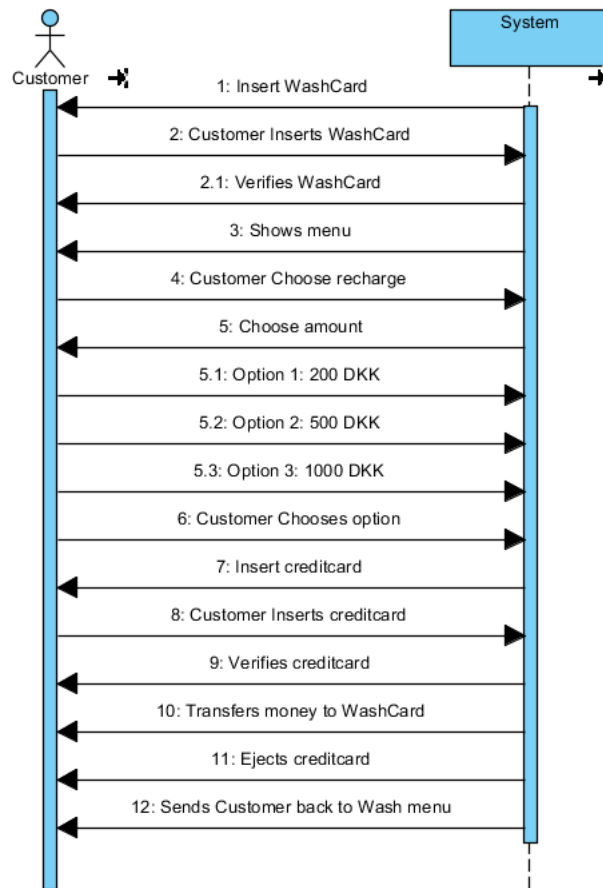 System
Customer
1: Insert WashCard
2: Customer Inserts WashCard
2.1: Verifies WashCard
3: Shows menu
4: Customer Choose recharge
5: Choose amount
5.1: Option 1: 200 DKK
5.2: Option 2: 500 DKK
5.3: Option 3: 1000 DKK
6: Customer Chooses option
7: Insert creditcard
8: Customer Inserts creditcard
9: Verifies creditcard
10: Transfers money to WashCard
11: Ejects creditcard
12: Sends Customer back to Wash menu